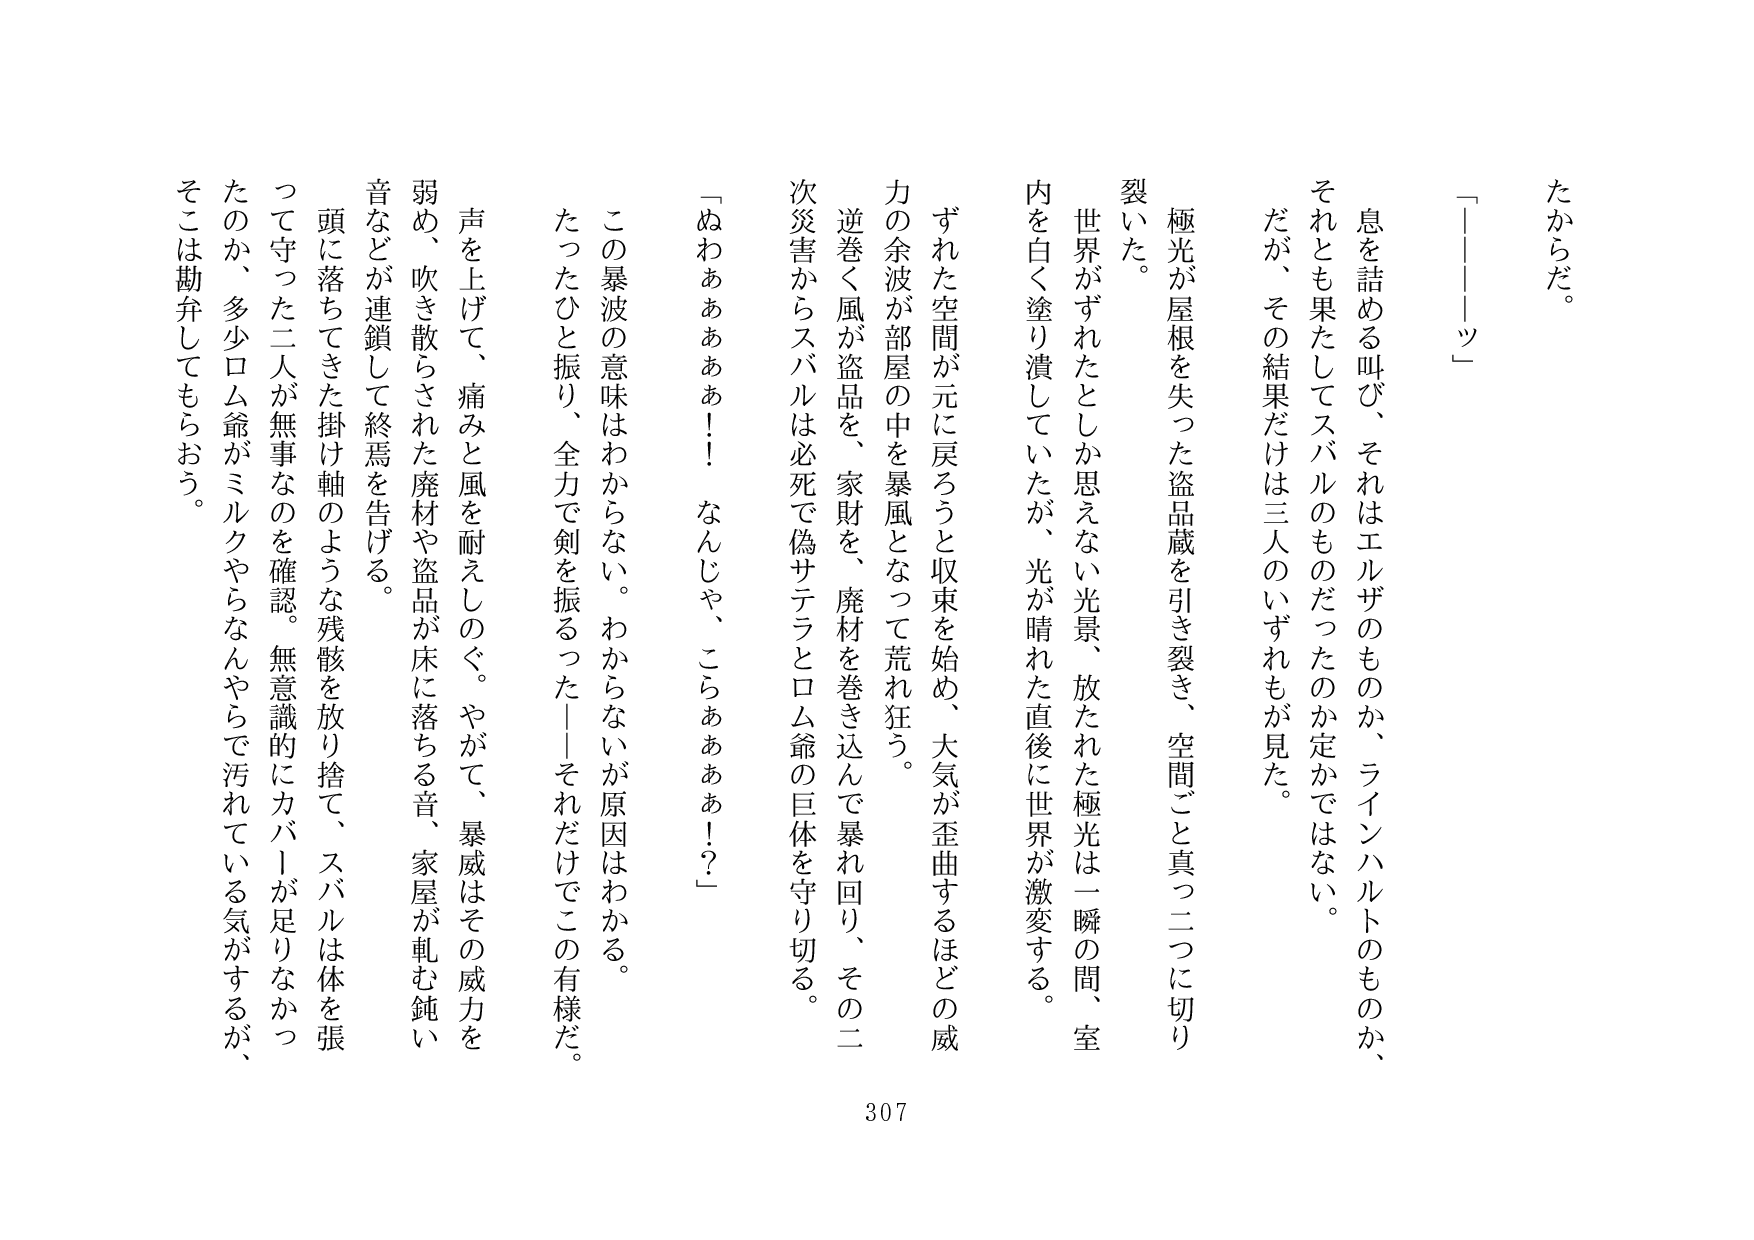 たからだ。
「――――ッ」
　息を詰める叫び、それはエルザのものか、ラインハルトのものか、
それとも果たしてスバルのものだったのか定かではない。
　だが、その結果だけは三人のいずれもが見た。
　極光が屋根を失った盗品蔵を引き裂き、空間ごと真っ二つに切り
裂いた。
　世界がずれたとしか思えない光景、放たれた極光は一瞬の間、室
内を白く塗り潰していたが、光が晴れた直後に世界が激変する。
　ずれた空間が元に戻ろうと収束を始め、大気が歪曲するほどの威
力の余波が部屋の中を暴風となって荒れ狂う。
　逆巻く風が盗品を、家財を、廃材を巻き込んで暴れ回り、その二
次災害からスバルは必死で偽サテラとロム爺の巨体を守り切る。
「ぬわぁぁぁぁぁ！！　なんじゃ、こらぁぁぁぁ！？」
　この暴波の意味はわからない。わからないが原因はわかる。
　たったひと振り、全力で剣を振るった――それだけでこの有様だ。
　声を上げて、痛みと風を耐えしのぐ。やがて、暴威はその威力を
弱め、吹き散らされた廃材や盗品が床に落ちる音、家屋が軋む鈍い
音などが連鎖して終焉を告げる。
　頭に落ちてきた掛け軸のような残骸を放り捨て、スバルは体を張
って守った二人が無事なのを確認。無意識的にカバーが足りなかっ
たのか、多少ロム爺がミルクやらなんやらで汚れている気がするが、
そこは勘弁してもらおう。
307